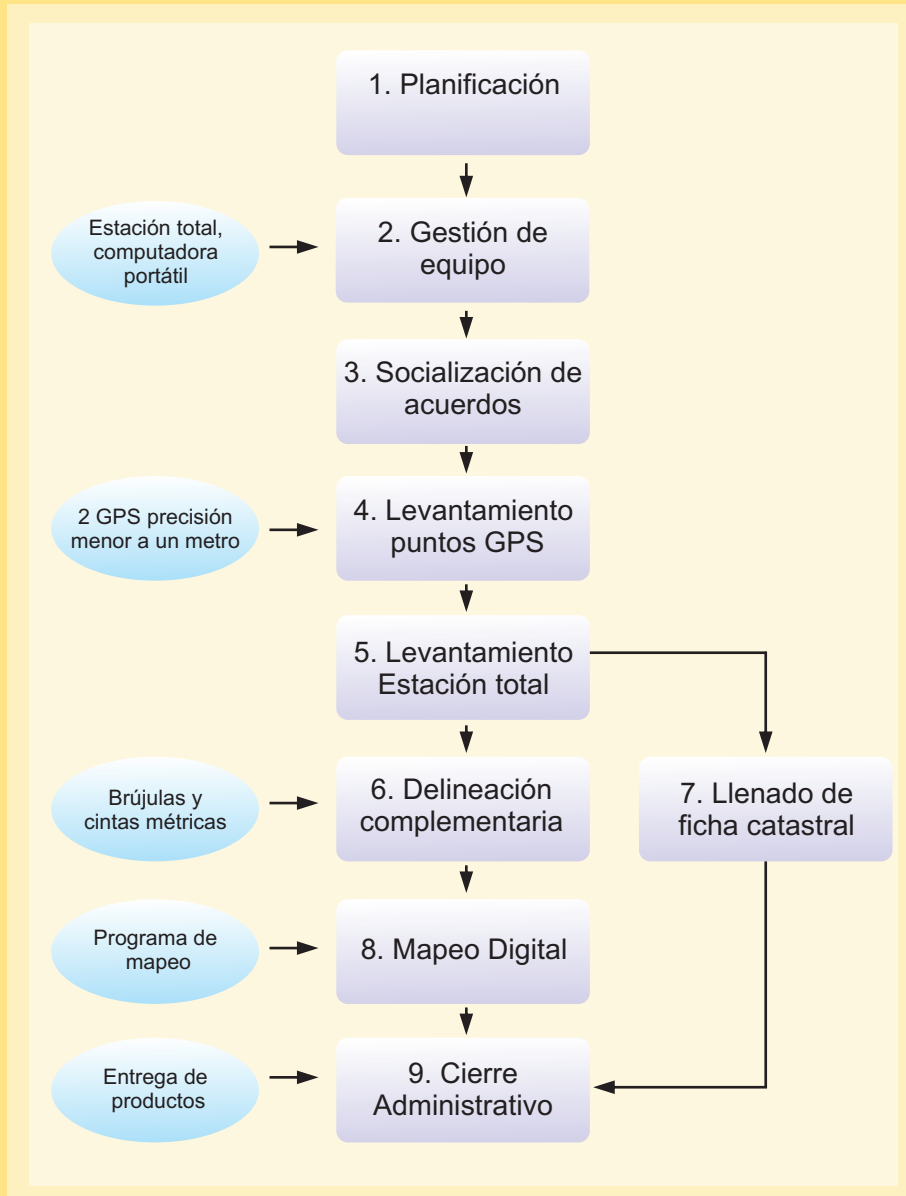 1. Planificación
Estación total,
computadora
portátil
2. Gestión de
equipo
3. Socialización de
acuerdos
2 GPS precisión
menor a un metro
4. Levantamiento
puntos GPS
5. Levantamiento
Estación total
Brújulas y
cintas métricas
6. Delineación
complementaria
7. Llenado de
ficha catastral
Programa de
mapeo
8. Mapeo Digital
Entrega de
productos
9. Cierre
Administrativo